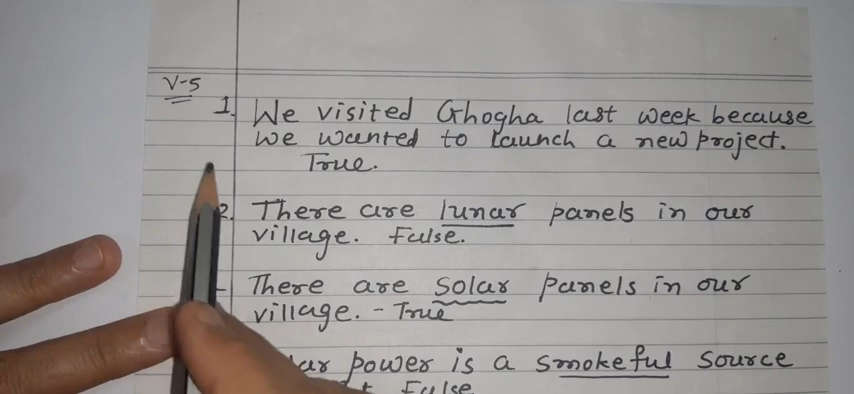 V-5
1. We visited Ghogha last week because
we wanted to launch a new project.
True.
2. There are lunar panels in our
village. False.
- There are solar panels in our
village. - True
power is a smokeful source
False